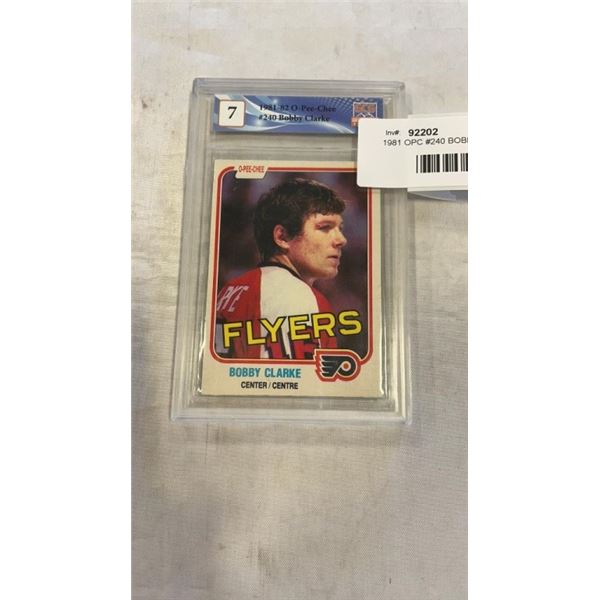 7
1981-82 O-Pee-Chee
#240 Bobby Clarke
Inv#: 92202
1981 OPC #240 BOB
O-PEE-CHEE
FLYERS
BOBBY CLARKE
CENTER / CENTRE